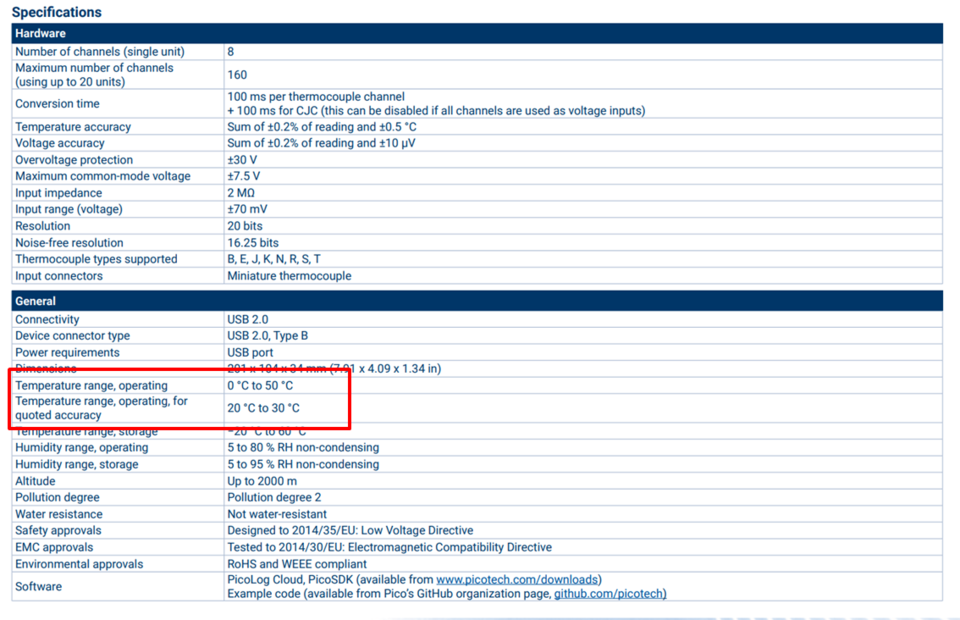 Specifications
Hardware
Number of channels (single unit) 8
Maximum number of channels
(using up to 20 units) 160
Conversion time 100 ms per thermocouple channel
+ 100 ms for CJC (this can be disabled if all channels are used as voltage inputs)
Temperature accuracy Sum of ±0.2% of reading and ±0.5 °C
Voltage accuracy Sum of ±0.2% of reading and ±10 µV
Overvoltage protection ±30 V
Maximum common-mode voltage ±7.5 V
Input impedance 2 MΩ
Input range (voltage) ±70 mV
Resolution 20 bits
Noise-free resolution 16.25 bits
Thermocouple types supported B, E, J, K, N, R, S, T
Input connectors Miniature thermocouple
General
Connectivity USB 2.0
Device connector type USB 2.0, Type B
Power requirements USB port
Dimensions 201 x 104 x 34 mm (7.91 x 4.09 x 1.34 in)
Temperature range, operating 0 °C to 50 °C
Temperature range, operating, for
quoted accuracy 20 °C to 30 °C
Temperature range, storage −20 °C to 60 °C
Humidity range, operating 5 to 80 % RH non-condensing
Humidity range, storage 5 to 95 % RH non-condensing
Altitude Up to 2000 m
Pollution degree Pollution degree 2
Water resistance Not water-resistant
Safety approvals Designed to 2014/35/EU: Low Voltage Directive
EMC approvals Tested to 2014/30/EU: Electromagnetic Compatibility Directive
Environmental approvals RoHS and WEEE compliant
Software PicoLog Cloud, PicoSDK (available from www.picotech.com/downloads)
Example code (available from Pico's GitHub organization page, github.com/picotech)